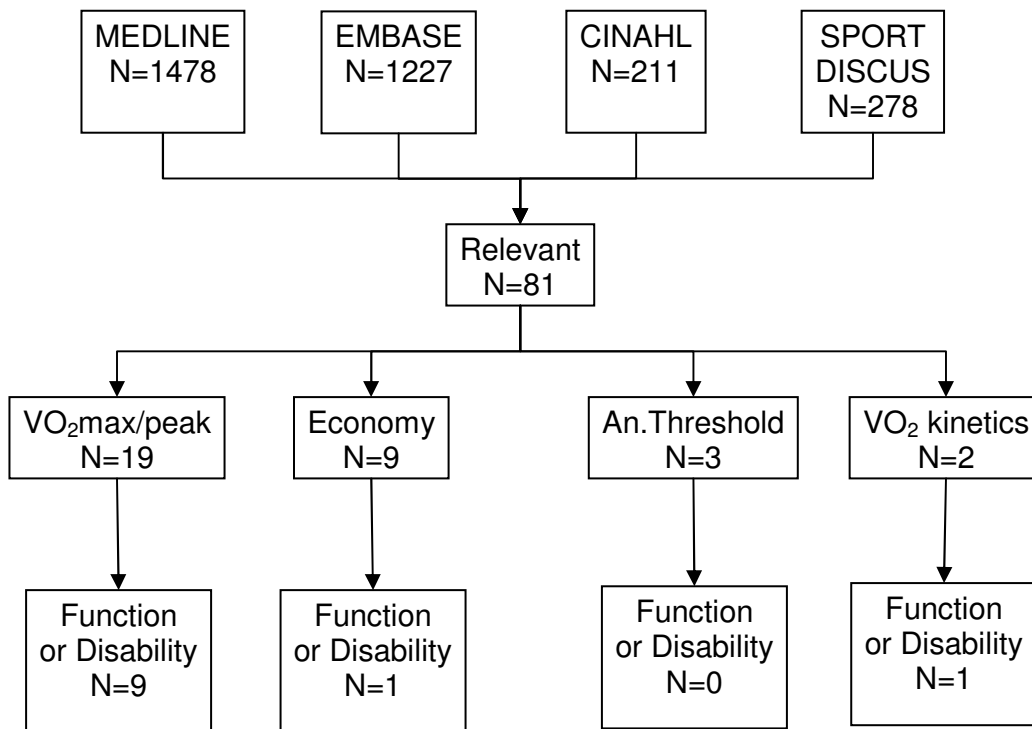 MEDLINE
N=1478
EMBASE
N=1227
CINAHL
N=211
SPORT
DISCUS
N=278
Relevant
N=81
VO₂max/peak
N=19
Economy
N=9
An.Threshold
N=3
VO₂ kinetics
N=2
Function
or Disability
N=9
Function
or Disability
N=1
Function
or Disability
N=0
Function
or Disability
N=1